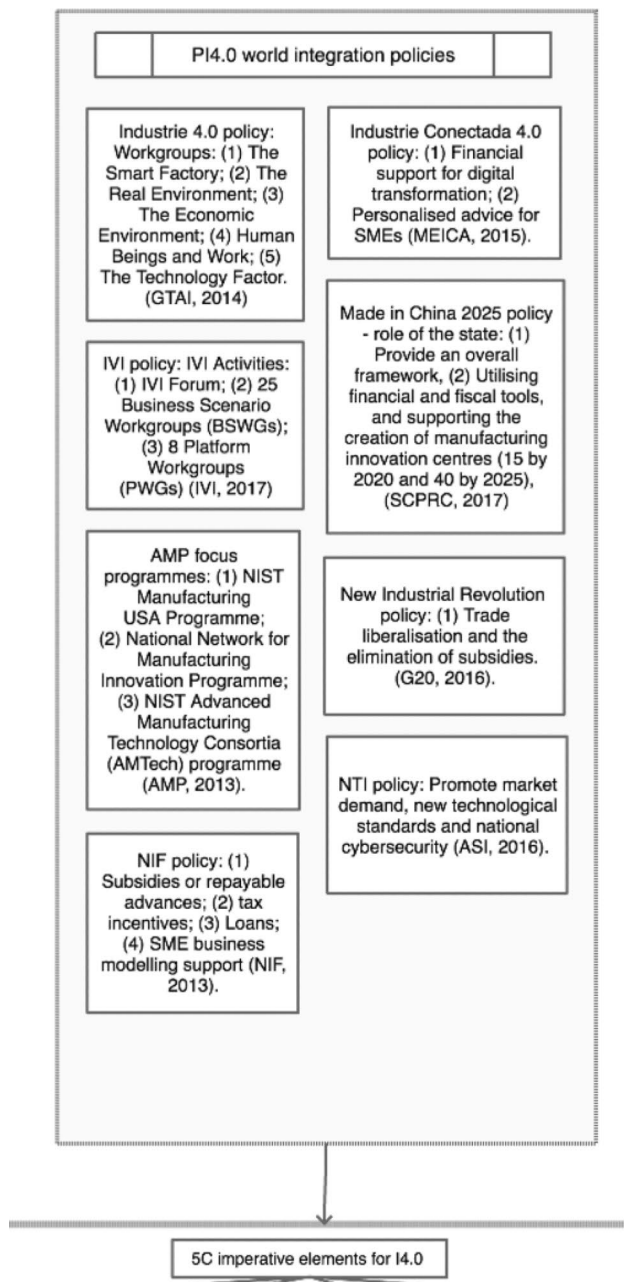 PI4.0 world integration policies
Industrie 4.0 policy:
Workgroups: (1) The
Smart Factory; (2) The
Real Environment; (3)
The Economic
Environment; (4) Human
Beings and Work; (5)
The Technology Factor.
(GTAI, 2014)
IVI policy: IVI Activities:
(1) IVI Forum; (2) 25
Business Scenario
Workgroups (BSWGs);
(3) 8 Platform
Workgroups
(PWGs) (IVI, 2017)
AMP focus
programmes: (1) NIST
Manufacturing
USA Programme;
(2) National Network for
Manufacturing
Innovation Programme;
(3) NIST Advanced
Manufacturing
Technology Consortia
(AMTech) programme
(AMP, 2013).
NIF policy: (1)
Subsidies or repayable
advances; (2) tax
incentives; (3) Loans;
(4) SME business
modelling support (NIF,
2013).
Industrie Conectada 4.0
policy: (1) Financial
support for digital
transformation; (2)
Personalised advice for
SMEs (MEICA, 2015).
Made in China 2025 policy
- role of the state: (1)
Provide an overall
framework, (2) Utilising
financial and fiscal tools,
and supporting the
creation of manufacturing
innovation centres (15 by
2020 and 40 by 2025),
(SCPRC, 2017)
New Industrial Revolution
policy: (1) Trade
liberalisation and the
elimination of subsidies.
(G20, 2016).
NTI policy: Promote market
demand, new technological
standards and national
cybersecurity (ASI, 2016).
5C imperative elements for I4.0